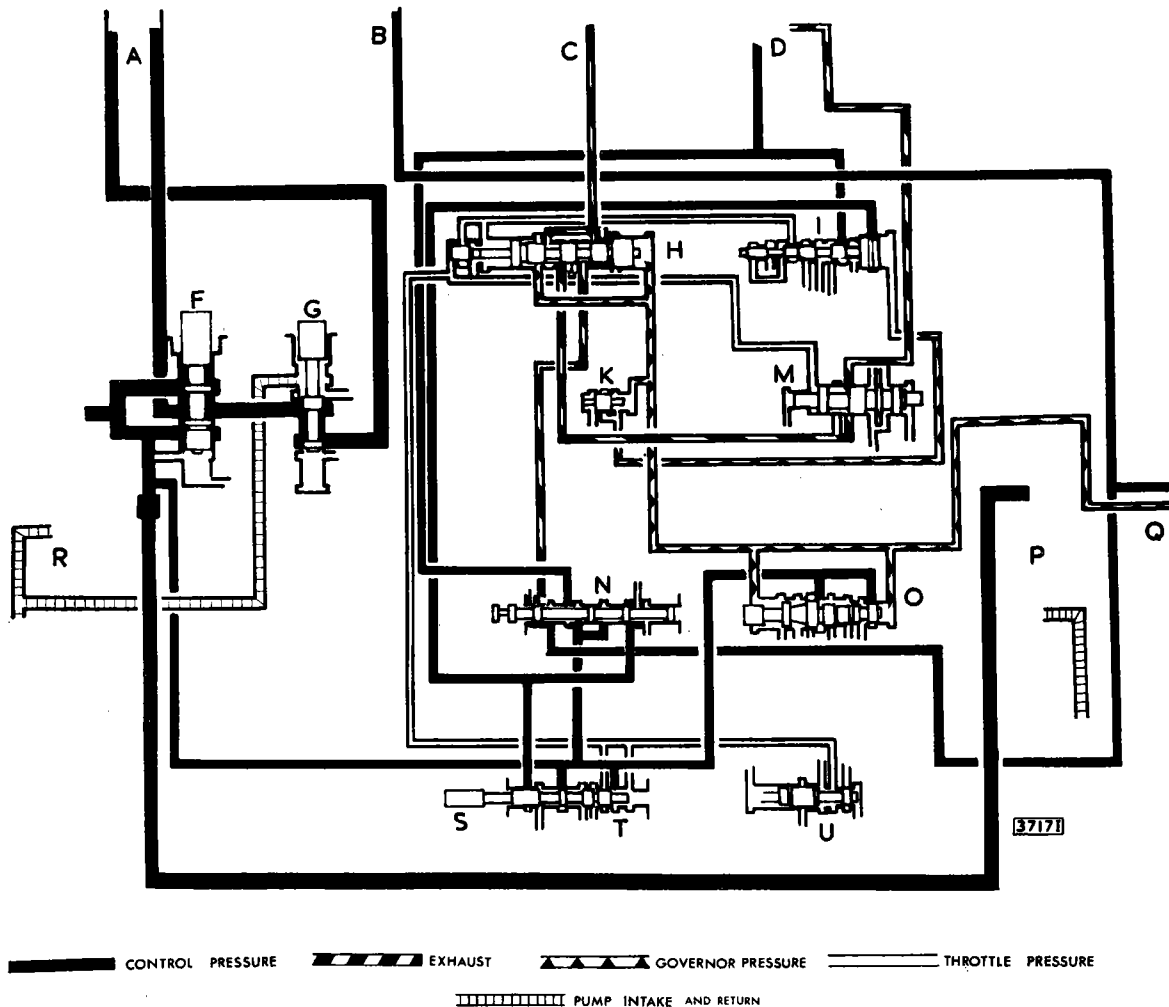 A
B
C
D
H
I
F
G
K
M
Q
R
P
N
O
S
T
U
37171
CONTROL PRESSURE
EXHAUST
GOVERNOR PRESSURE
THROTTLE PRESSURE
PUMP INTAKE AND RETURN